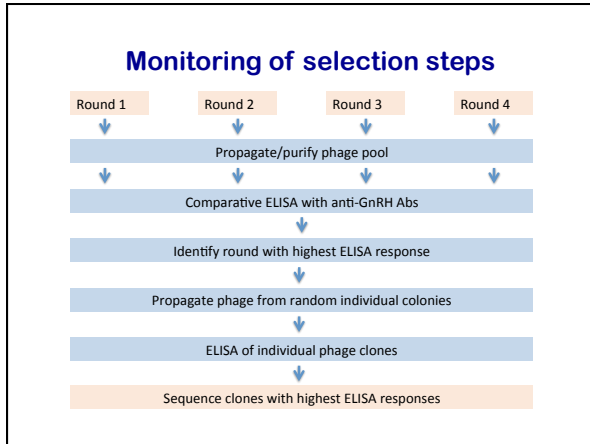 Monitoring of selection steps
Round 1 Round 2 Round 3 Round 4
Propagate/purify phage pool
Comparative ELISA with anti-GnRH Abs
Identify round with highest ELISA response
Propagate phage from random individual colonies
ELISA of individual phage clones
Sequence clones with highest ELISA responses